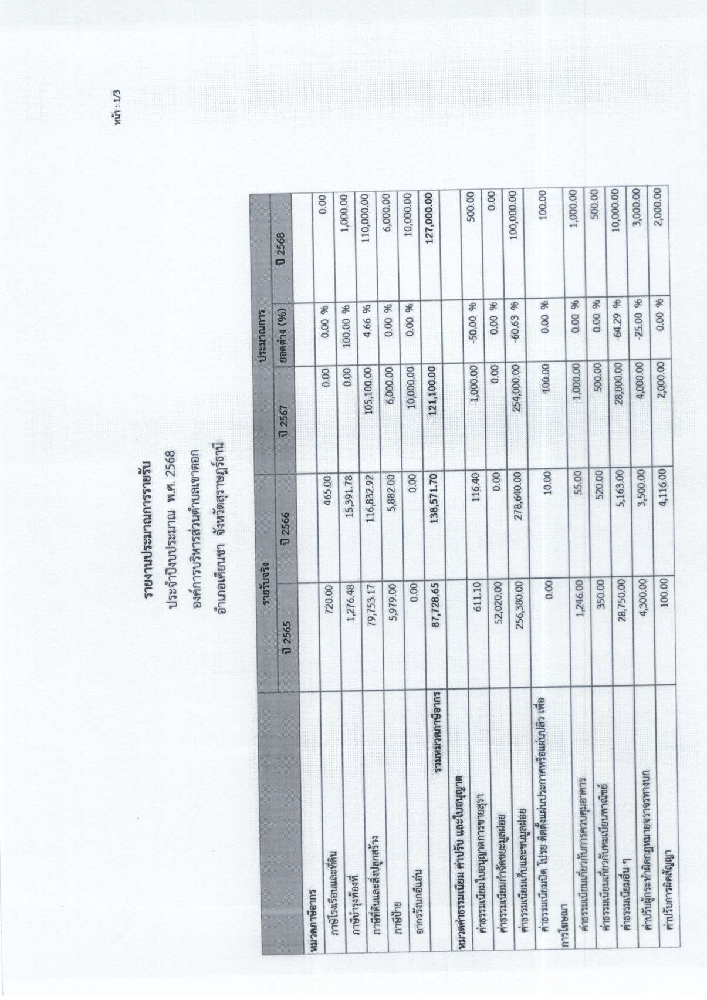 หน้า : 1/3
รายงานประมาณการรายรับ
ประจำปีงบประมาณ พ.ศ. 2568
องค์การบริหารส่วนตำบลเขาตอก
อำเภอเคียนซา จังหวัดสุราษฎร์ธานี
รายรับจริง ประมาณการ
ปี 2565 ปี 2566 ปี 2567 ยอดต่าง (%) ปี 2568
หมวดภาษีอากร
ภาษีโรงเรือนและที่ดิน 720.00 465.00 0.00 0.00 % 0.00
ภาษีบำรุงท้องที่ 1,276.48 15,391.78 0.00 100.00 % 1,000.00
ภาษีที่ดินและสิ่งปลูกสร้าง 79,753.17 116,832.92 105,100.00 4.66 % 110,000.00
ภาษีป้าย 5,979.00 5,882.00 6,000.00 0.00 % 6,000.00
อากรรังนกอีแอ่น 0.00 0.00 10,000.00 0.00 % 10,000.00
รวมหมวดภาษีอากร 87,728.65 138,571.70 121,100.00 127,000.00
หมวดค่าธรรมเนียม ค่าปรับ และใบอนุญาต
ค่าธรรมเนียมใบอนุญาตการขายสุรา 611.10 116.40 1,000.00 -50.00 % 500.00
ค่าธรรมเนียมกำจัดขยะมูลฝอย 52,020.00 0.00 0.00 0.00 % 0.00
ค่าธรรมเนียมเก็บและขนมูลฝอย 256,380.00 278,640.00 254,000.00 -60.63 % 100,000.00
ค่าธรรมเนียมปิด โปรย ติดตั้งแผ่นประกาศหรือแผ่นปลิว เพื่อ 0.00 10.00 100.00 0.00 % 100.00
การโฆษณา
ค่าธรรมเนียมเกี่ยวกับการควบคุมอาคาร 1,246.00 55.00 1,000.00 0.00 % 1,000.00
ค่าธรรมเนียมเกี่ยวกับทะเบียนพาณิชย์ 350.00 520.00 500.00 0.00 % 500.00
ค่าธรรมเนียมอื่น ๆ 28,750.00 5,163.00 28,000.00 -64.29 % 10,000.00
ค่าปรับผู้กระทำผิดกฎหมายจราจรทางบก 4,300.00 3,500.00 4,000.00 -25.00 % 3,000.00
ค่าปรับการผิดสัญญา 100.00 4,116.00 2,000.00 0.00 % 2,000.00